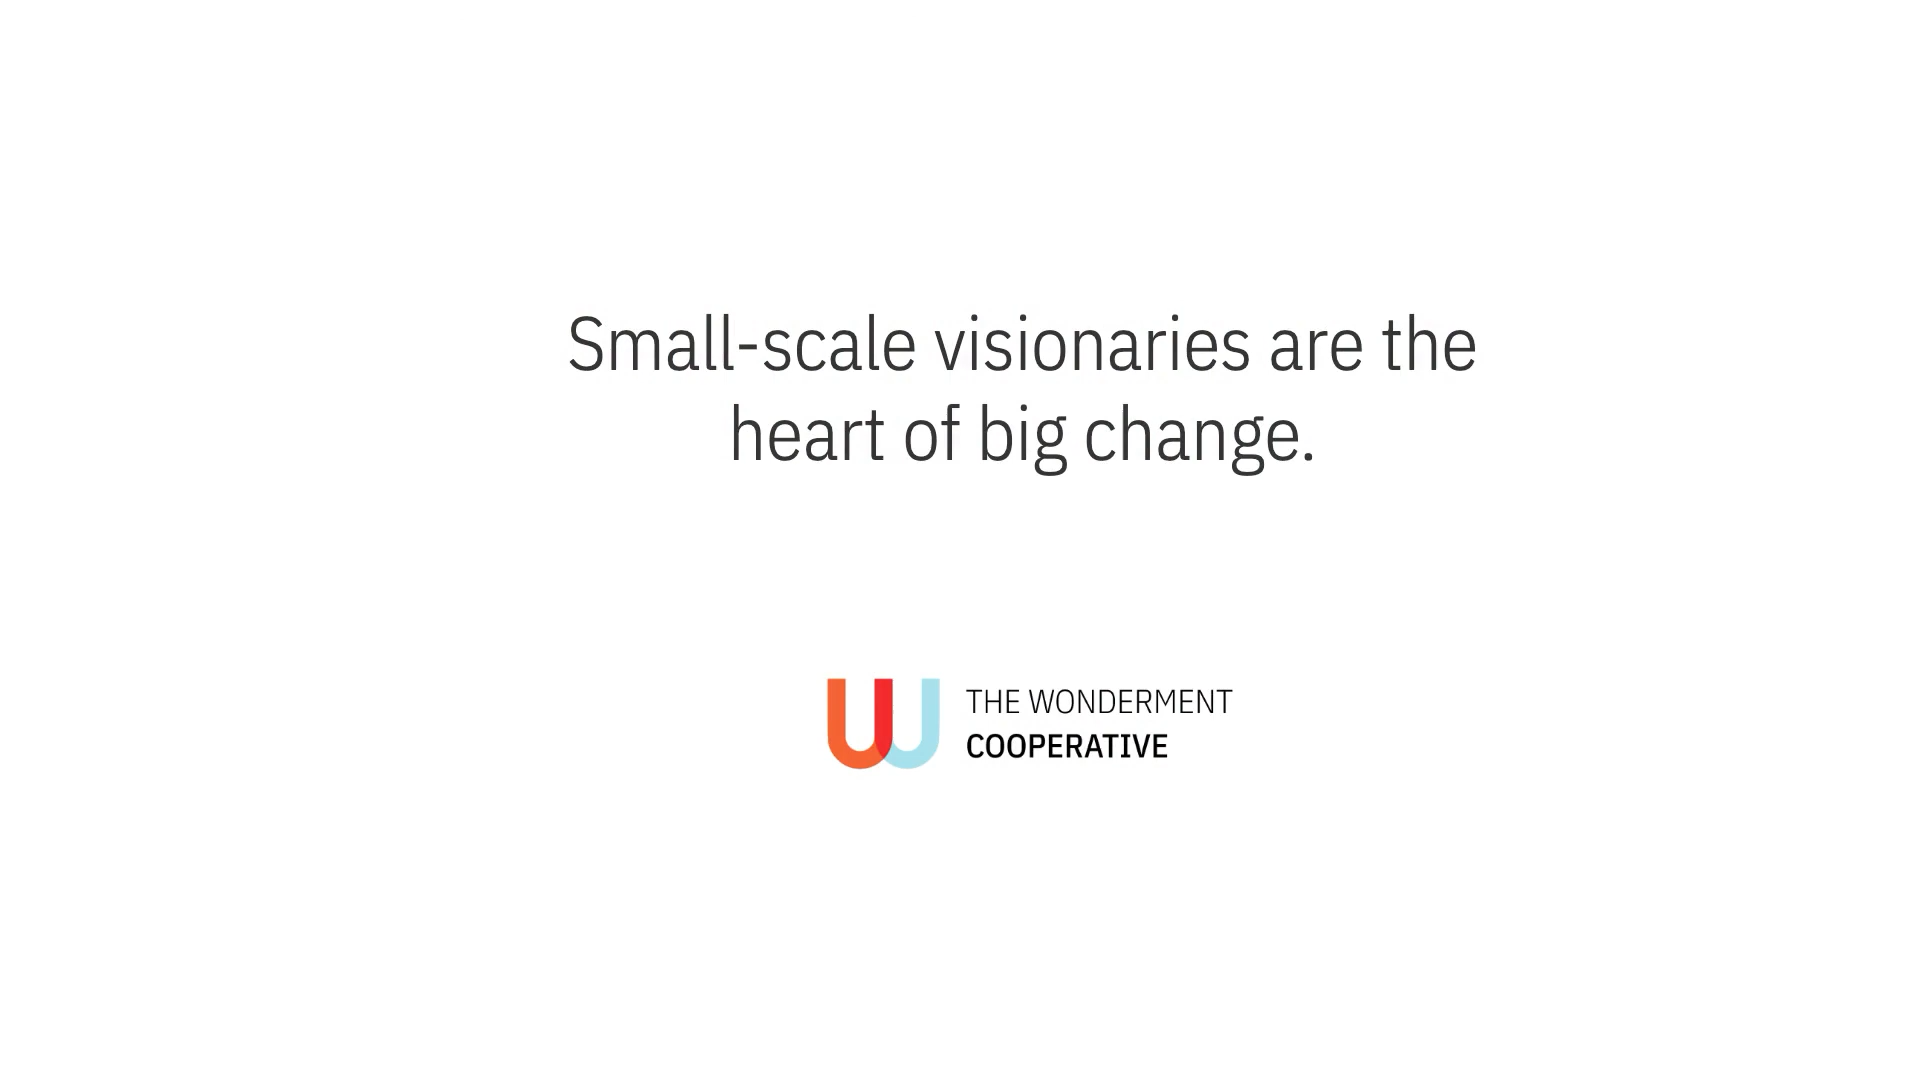 Small-scale visionaries are the
heart of big change.
THE WONDERMENT
COOPERATIVE